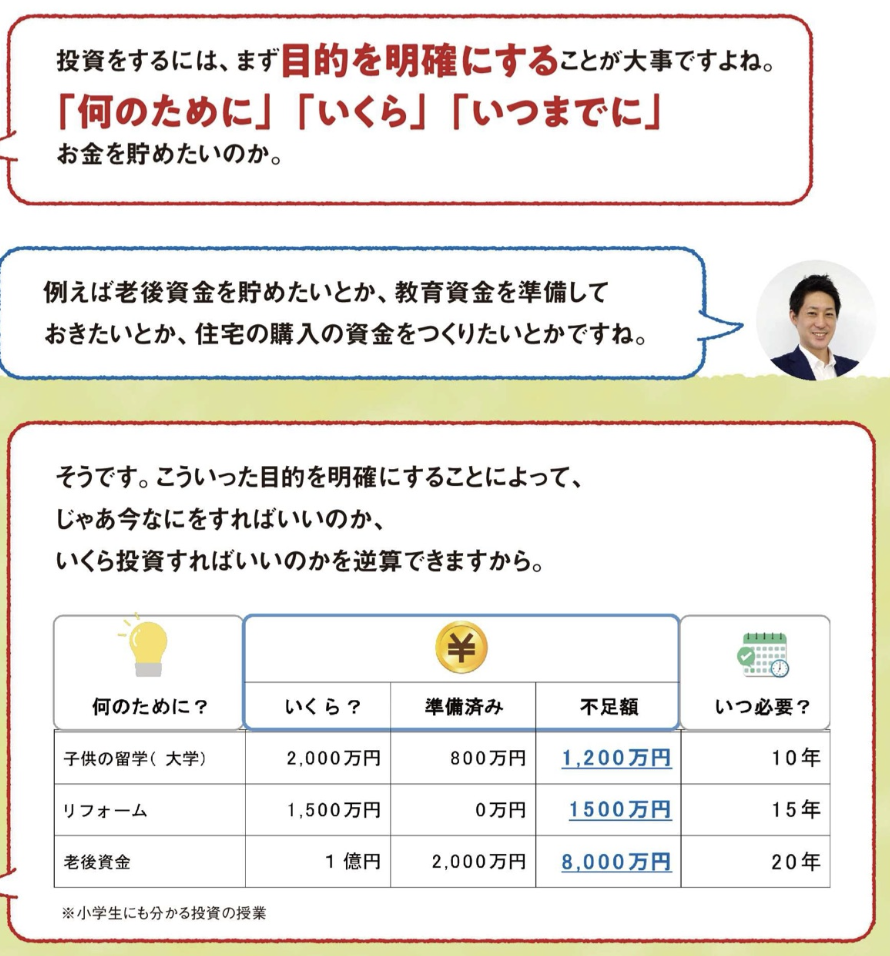 投資をするには、まず目的を明確にすることが大事ですよね。
「何のために」「いくら」「いつまでに」
お金を貯めたいのか。
例えば老後資金を貯めたいとか、教育資金を準備して
おきたいとか、住宅の購入の資金をつくりたいとかですね。
そうです。こういった目的を明確にすることによって、
じゃあ今なにをすればいいのか、
いくら投資すればいいのかを逆算できますから。
¥
何のために? いくら? 準備済み 不足額 いつ必要?
子供の留学( 大学) 2,000万円 800万円 1,200万円 10年
リフォーム 1,500万円 0万円 1500万円 15年
老後資金 1 億円 2,000万円 8,000万円 20年
※小学生にも分かる投資の授業